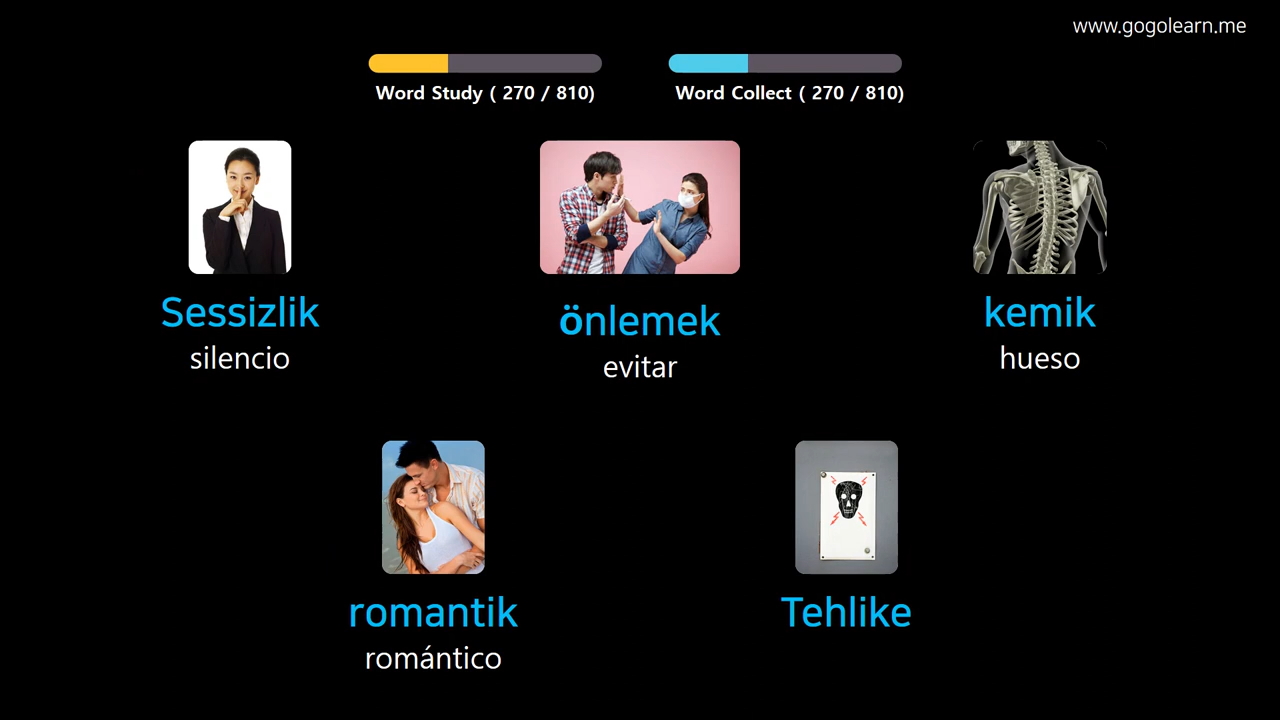 www.gogolearn.me
Word Study ( 270 / 810)
Word Collect ( 270 / 810)
Sessizlik
silencio
önlemek
evitar
kemik
hueso
romantik
romántico
Tehlike